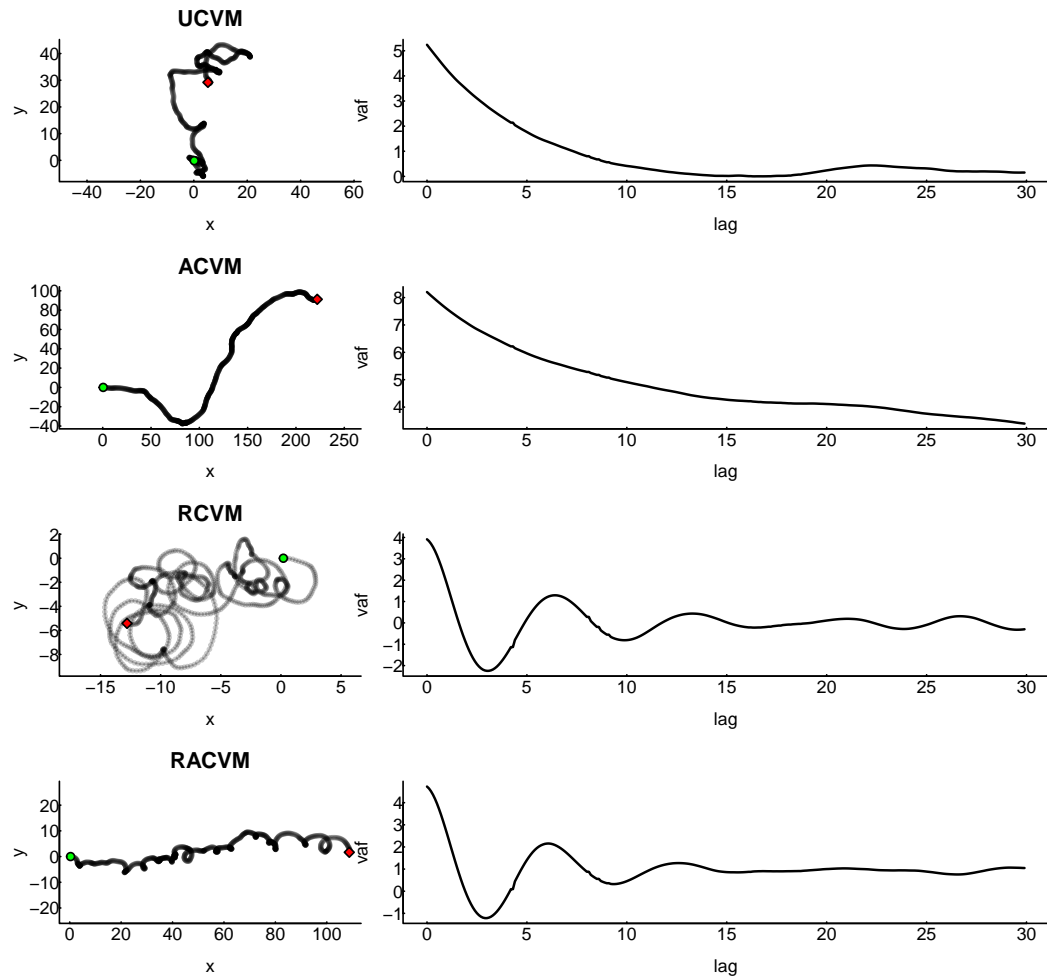 UCVM
y
40
30
20
10
0
−40 −20 0 20 40 60
x
vaf
5
4
3
2
1
0
0 5 10 15 20 25 30
lag
ACVM
y
100
80
60
40
20
0
−20
−40
0 50 100 150 200 250
x
vaf
8
7
6
5
4
0 5 10 15 20 25 30
lag
RCVM
y
2
0
−2
−4
−6
−8
−15 −10 −5 0 5
x
vaf
4
3
2
1
0
−1
−2
0 5 10 15 20 25 30
lag
RACVM
y
20
10
0
−10
−20
0 20 40 60 80 100
x
vaf
4
3
2
1
0
−1
0 5 10 15 20 25 30
lag